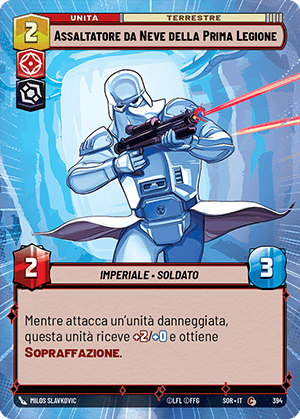 UNITÀ TERRESTRE
2 ASSALTATORE DA NEVE DELLA PRIMA LEGIONE
2 IMPERIALE • SOLDATO 3
Mentre attacca un'unità danneggiata,
questa unità riceve +2/+0 e ottiene
SOPRAFFAZIONE.
MILOS SLAVKOVIC ©LFL ©FFG SOR • IT C 394